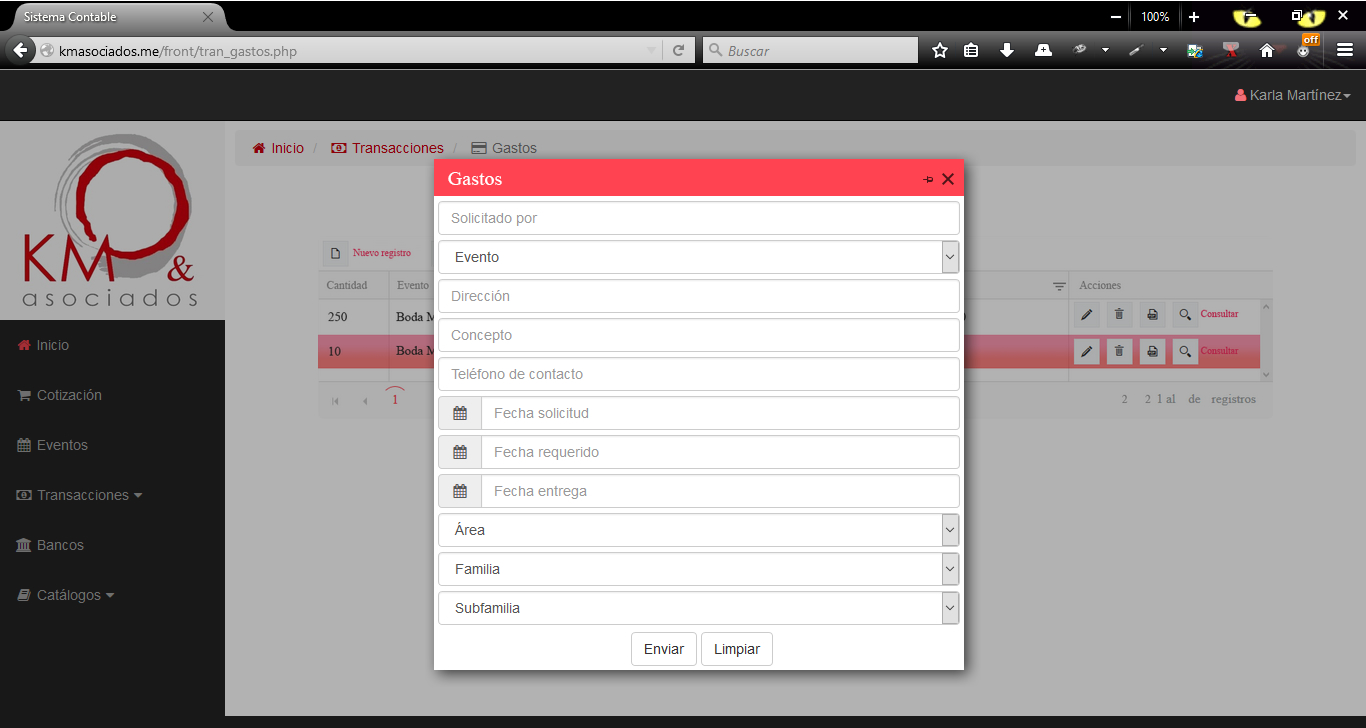 Sistema Contable
100%
kmasociados.me/front/tran_gastos.php
Buscar
off
Karla Martínez
KM &
asociados
Inicio / Transacciones / Gastos
Inicio
Cotización
Eventos
Transacciones
Bancos
Catálogos
Nuevo registro
Cantidad Evento Acciones
250 Boda M Consultar
10 Boda M Consultar
1 2 2 1 al de registros
Gastos
Solicitado por
Evento
Dirección
Concepto
Teléfono de contacto
Fecha solicitud
Fecha requerido
Fecha entrega
Área
Familia
Subfamilia
Enviar Limpiar